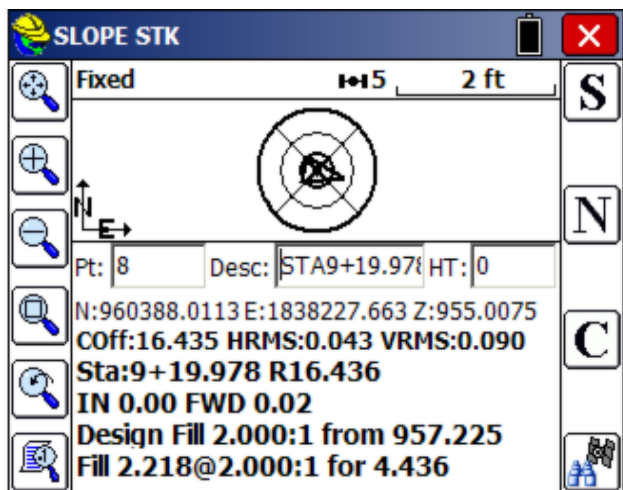 SLOPE STK
Fixed 5 2 ft
S
N
E
N
Pt: 8 Desc: STA9+19.978 HT: 0
N:960388.0113 E:1838227.663 Z:955.0075
COff:16.435 HRMS:0.043 VRMS:0.090
C
Sta:9+19.978 R16.436
IN 0.00 FWD 0.02
Design Fill 2.000:1 from 957.225
Fill 2.218@2.000:1 for 4.436